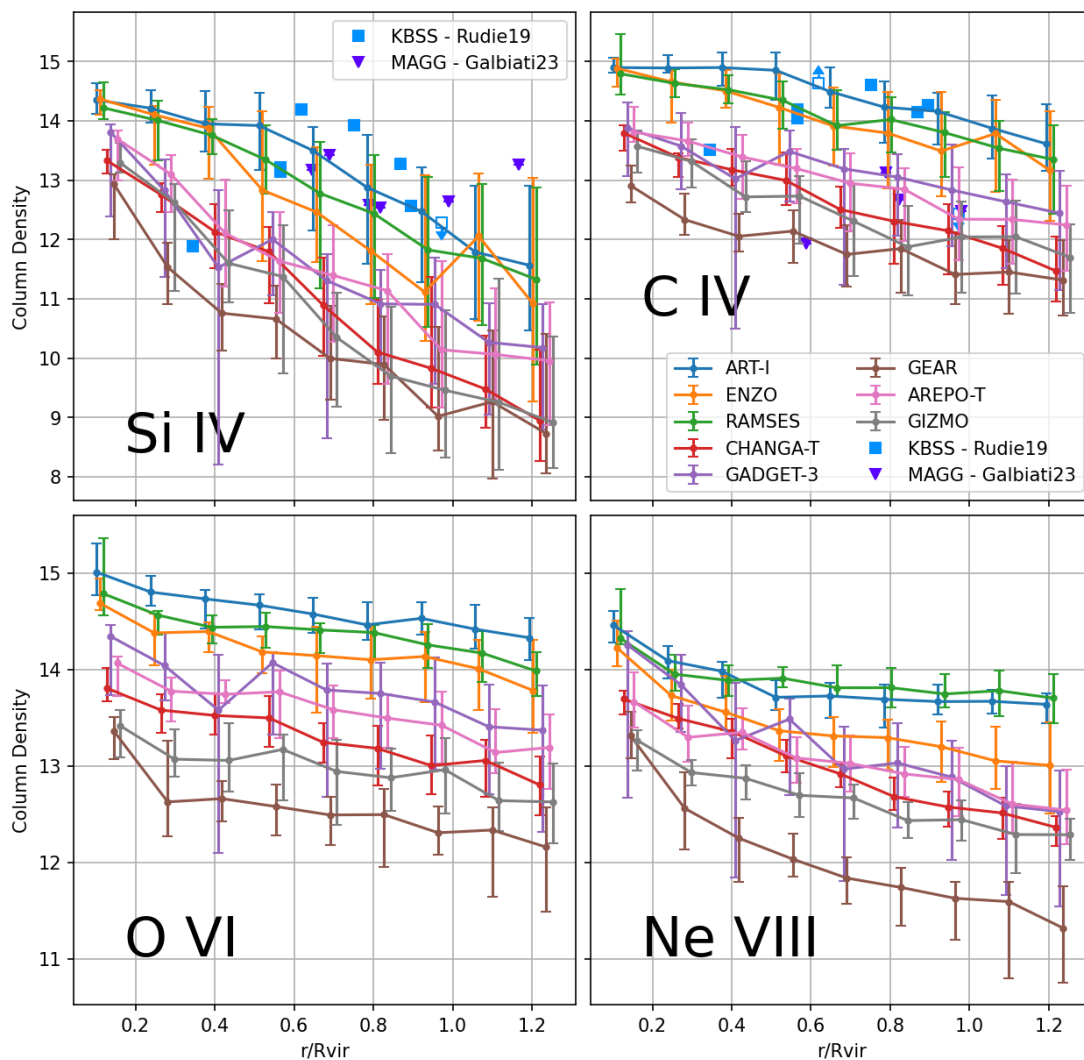 KBSS - Rudie19
MAGG - Galbiati23
15
14
13
12
11
10
9
8
Column Density
Si IV
C IV
ART-I
ENZO
RAMSES
CHANGA-T
GADGET-3
GEAR
AREPO-T
GIZMO
KBSS - Rudie19
MAGG - Galbiati23
15
14
13
12
11
Column Density
O VI
Ne VIII
0.2 0.4 0.6 0.8 1.0 1.2
r/Rvir
0.2 0.4 0.6 0.8 1.0 1.2
r/Rvir